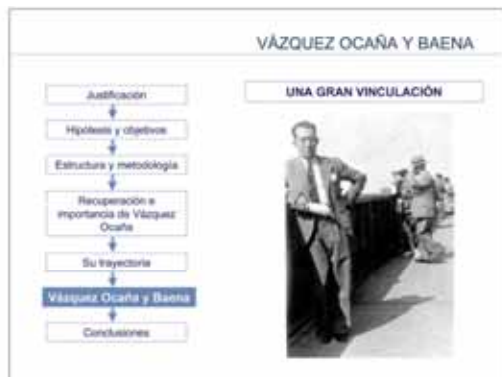 VÁZQUEZ OCAÑA Y BAENA
Justificación
Hipótesis y objetivos
Estructura y metodología
Recuperación e
importancia de Vázquez
Ocaña
Su trayectoria
Vázquez Ocaña y Baena
Conclusiones
UNA GRAN VINCULACIÓN